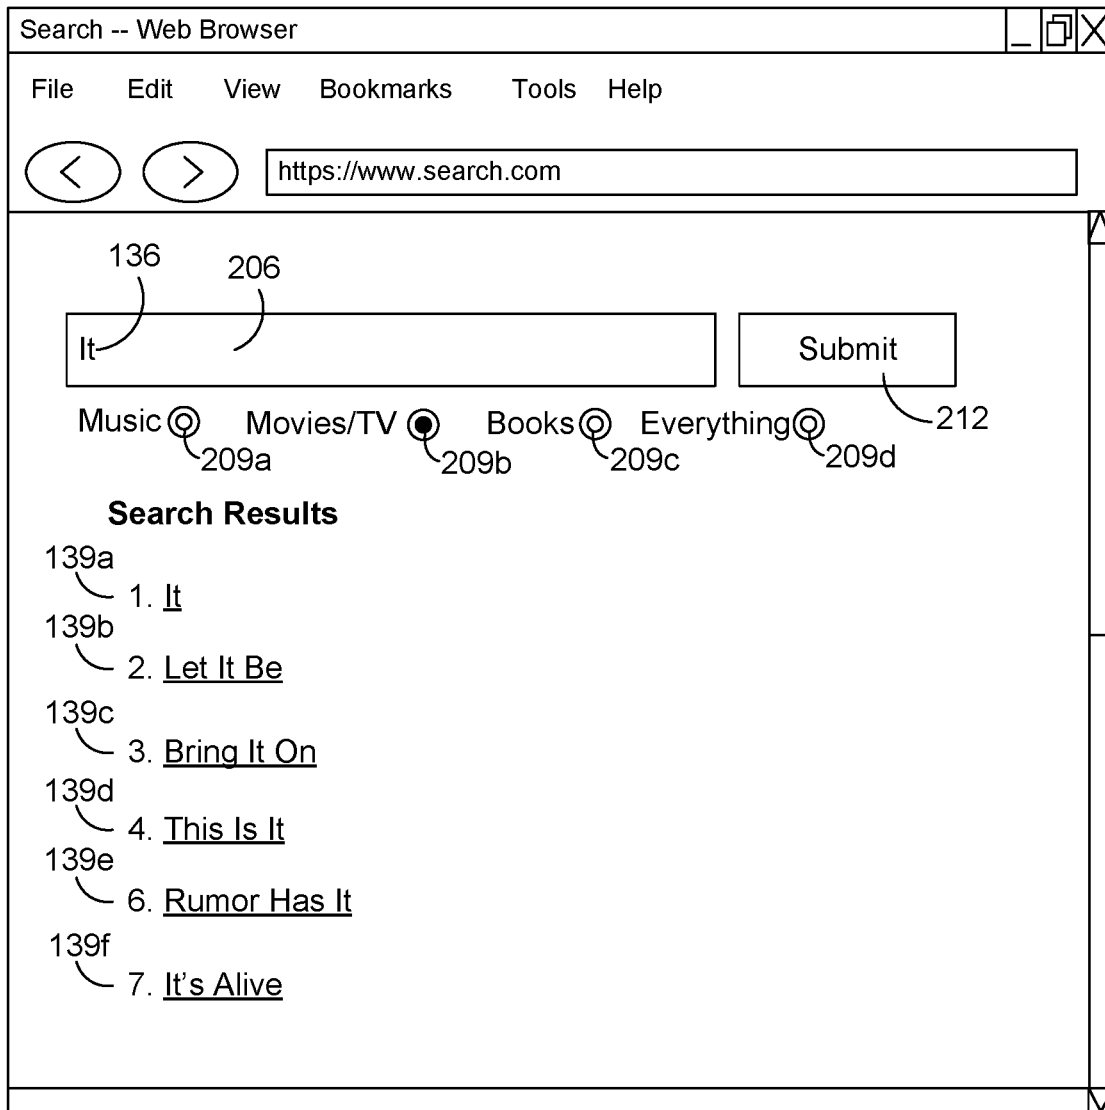 Search -- Web Browser
File Edit View Bookmarks Tools Help
https://www.search.com
136 206
It Submit
212
Music Movies/TV Books Everything
209a 209b 209c 209d
Search Results
139a
1. It
139b
2. Let It Be
139c
3. Bring It On
139d
4. This Is It
139e
6. Rumor Has It
139f
7. It's Alive